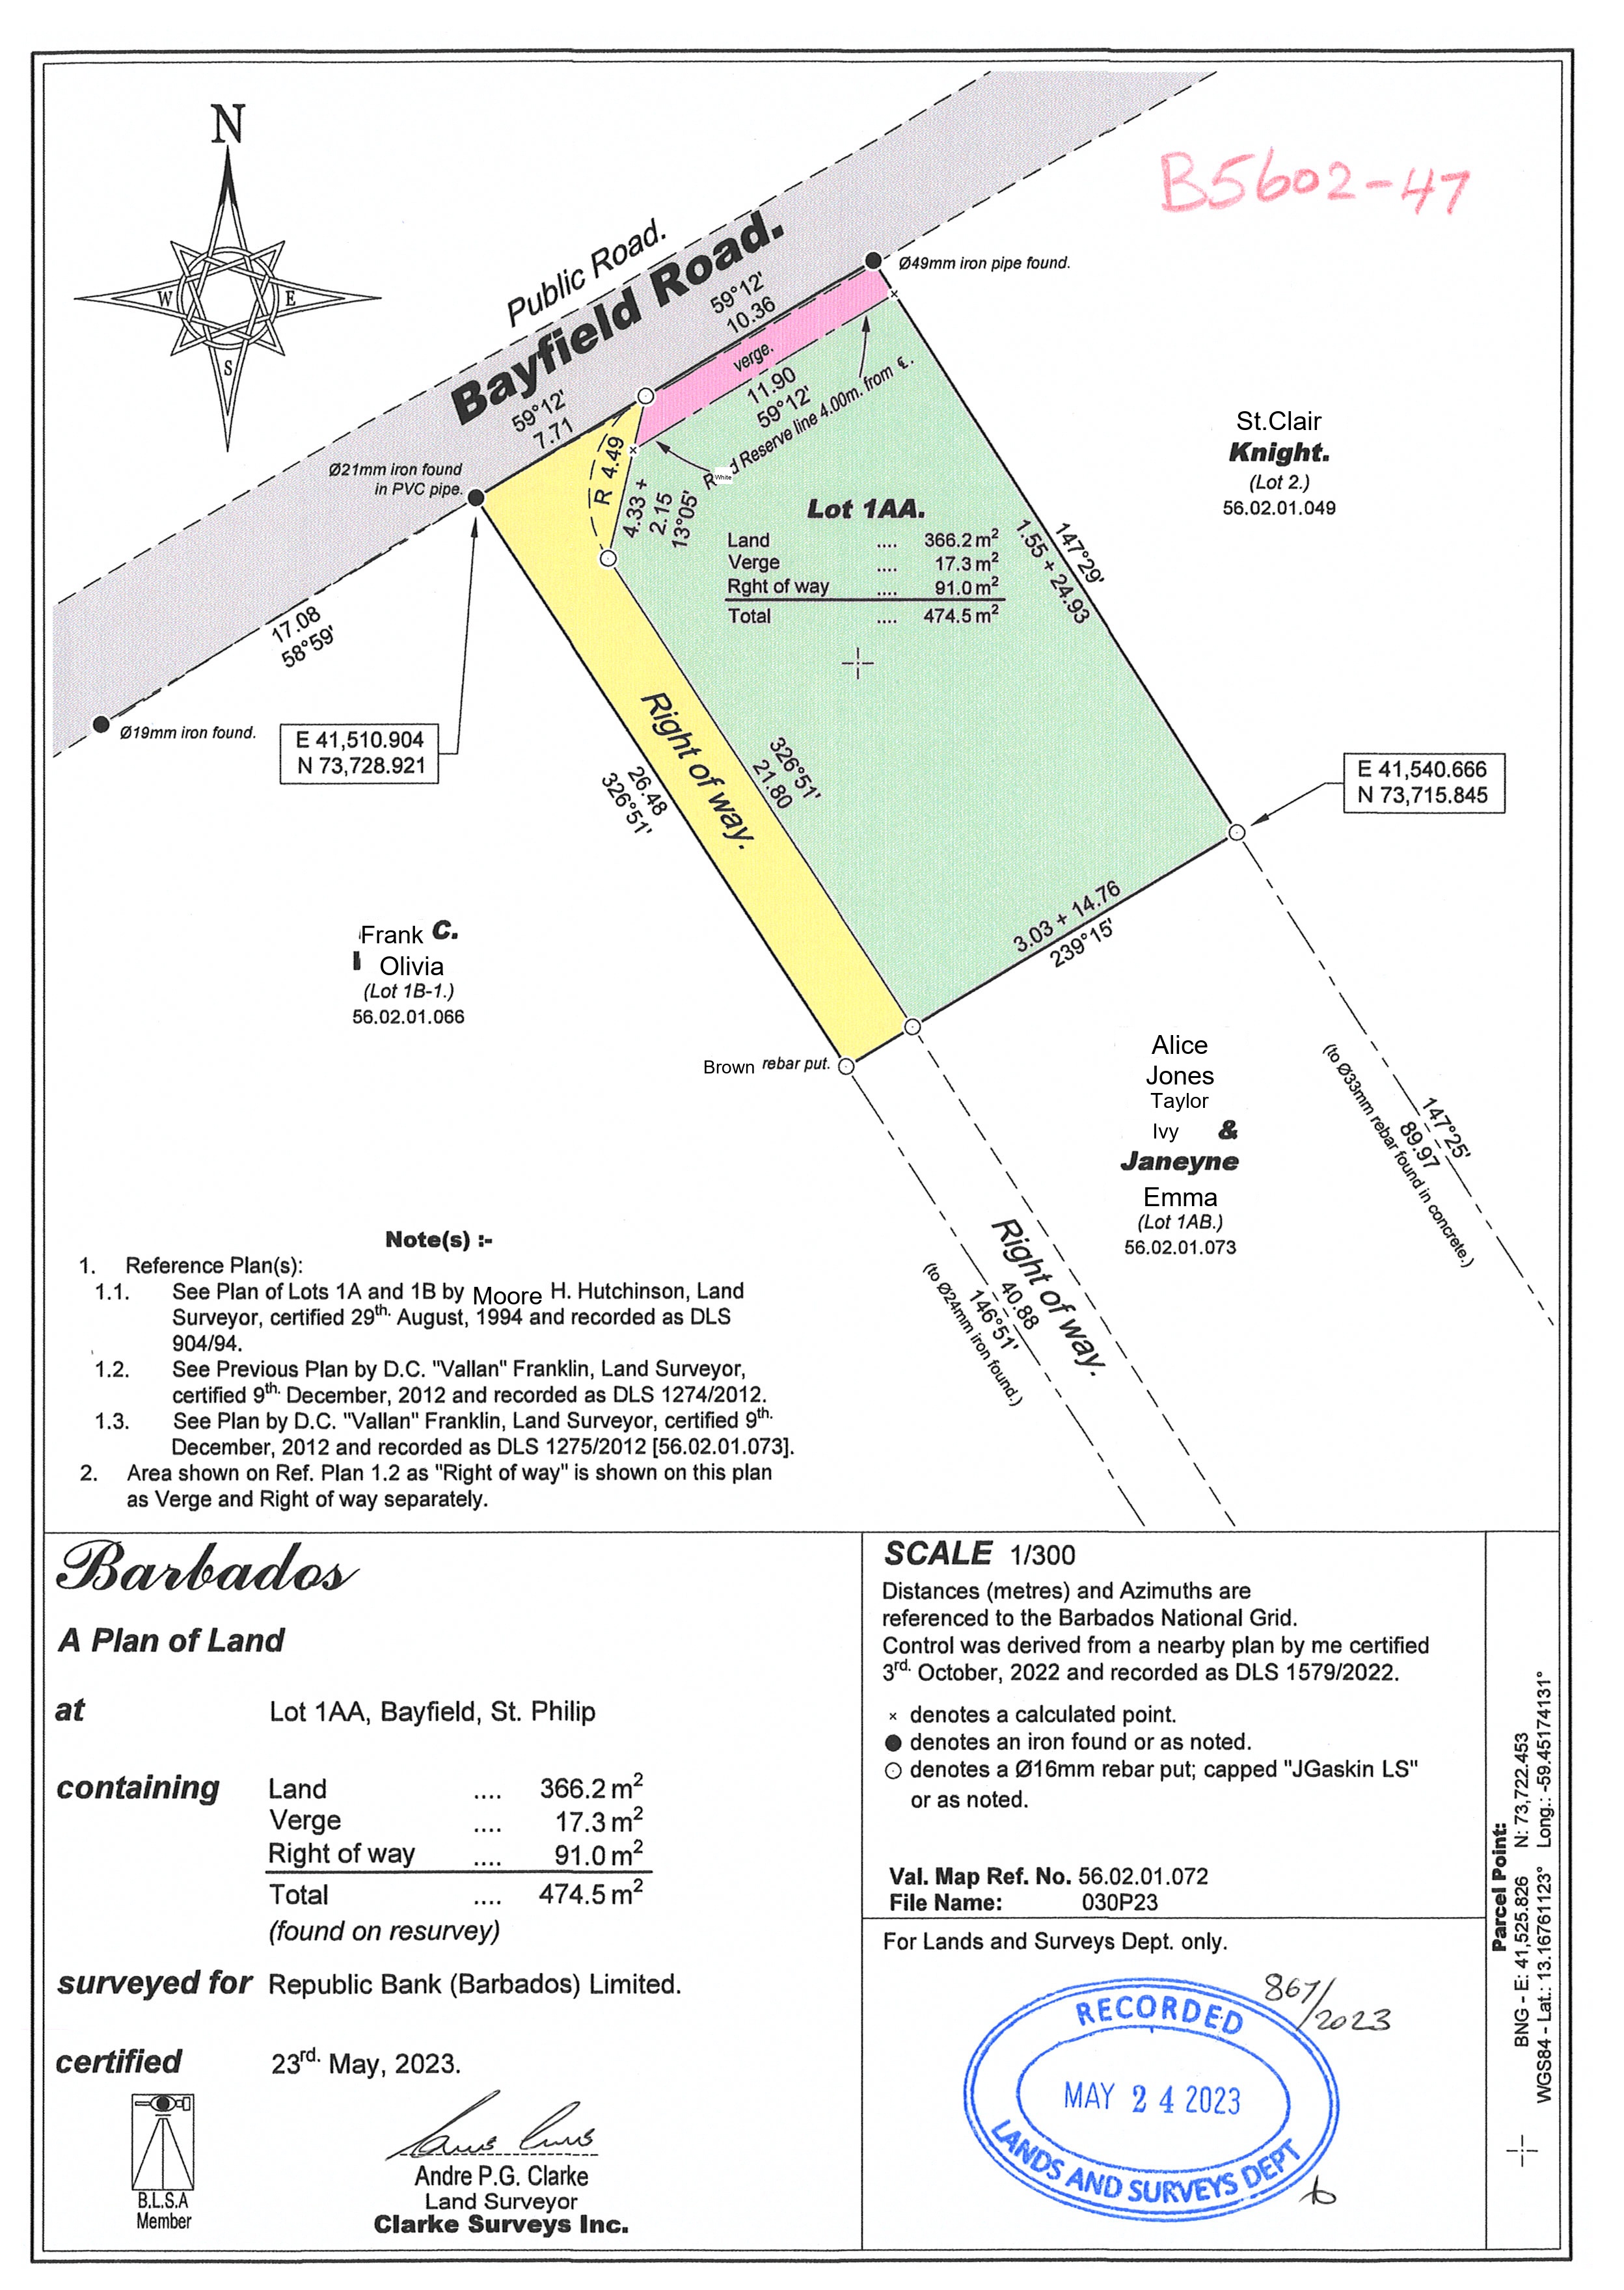 N
W
E
S
B5602-47
Public Road.
Bayfield Road.
59°12'
10.36
59°12'
7.71
Ø49mm iron pipe found.
verge.
11.90
59°12'
Reserve line 4.00m. from ℄.
White
Ø21mm iron found
in PVC pipe.
R 4.49
4.33 +
2.15
13°05'
St.Clair
Knight.
(Lot 2.)
56.02.01.049
Lot 1AA.
Land .... 366.2 m²
Verge .... 17.3 m²
Rght of way .... 91.0 m²
Total .... 474.5 m²
147°29'
1.55 + 24.93
17.08
58°59'
Ø19mm iron found.
E 41,510.904
N 73,728.921
Right of way.
326°51'
21.80
26.48
326°51'
E 41,540.666
N 73,715.845
3.03 + 14.76
239°15'
Frank C.
Olivia
(Lot 1B-1.)
56.02.01.066
Brown rebar put.
Alice
Jones
Taylor
Ivy &
Janeyne
Emma
(Lot 1AB.)
56.02.01.073
147°25'
89.97
(to Ø33mm rebar found in concrete.)
Right of way.
40.88
146°51'
(to Ø24mm iron found.)
Note(s) :-
1. Reference Plan(s):
1.1. See Plan of Lots 1A and 1B by Moore H. Hutchinson, Land
Surveyor, certified 29th. August, 1994 and recorded as DLS
904/94.
1.2. See Previous Plan by D.C. "Vallan" Franklin, Land Surveyor,
certified 9th. December, 2012 and recorded as DLS 1274/2012.
1.3. See Plan by D.C. "Vallan" Franklin, Land Surveyor, certified 9th.
December, 2012 and recorded as DLS 1275/2012 [56.02.01.073].
2. Area shown on Ref. Plan 1.2 as "Right of way" is shown on this plan
as Verge and Right of way separately.
Barbados
A Plan of Land
at Lot 1AA, Bayfield, St. Philip
containing Land .... 366.2 m²
Verge .... 17.3 m²
Right of way .... 91.0 m²
Total .... 474.5 m²
(found on resurvey)
surveyed for Republic Bank (Barbados) Limited.
certified 23rd. May, 2023.
B.L.S.A
Member
Andre P.G. Clarke
Land Surveyor
Clarke Surveys Inc.
SCALE 1/300
Distances (metres) and Azimuths are
referenced to the Barbados National Grid.
Control was derived from a nearby plan by me certified
3rd. October, 2022 and recorded as DLS 1579/2022.
× denotes a calculated point.
denotes an iron found or as noted.
denotes a Ø16mm rebar put; capped "JGaskin LS"
or as noted.
Val. Map Ref. No. 56.02.01.072
File Name: 030P23
For Lands and Surveys Dept. only.
867/2023
RECORDED
MAY 24 2023
LANDS AND SURVEYS DEPT
Parcel Point:
BNG - E: 41,525.826 N: 73,722.453
WGS84 - Lat.: 13.16761123° Long.: -59.45174131°